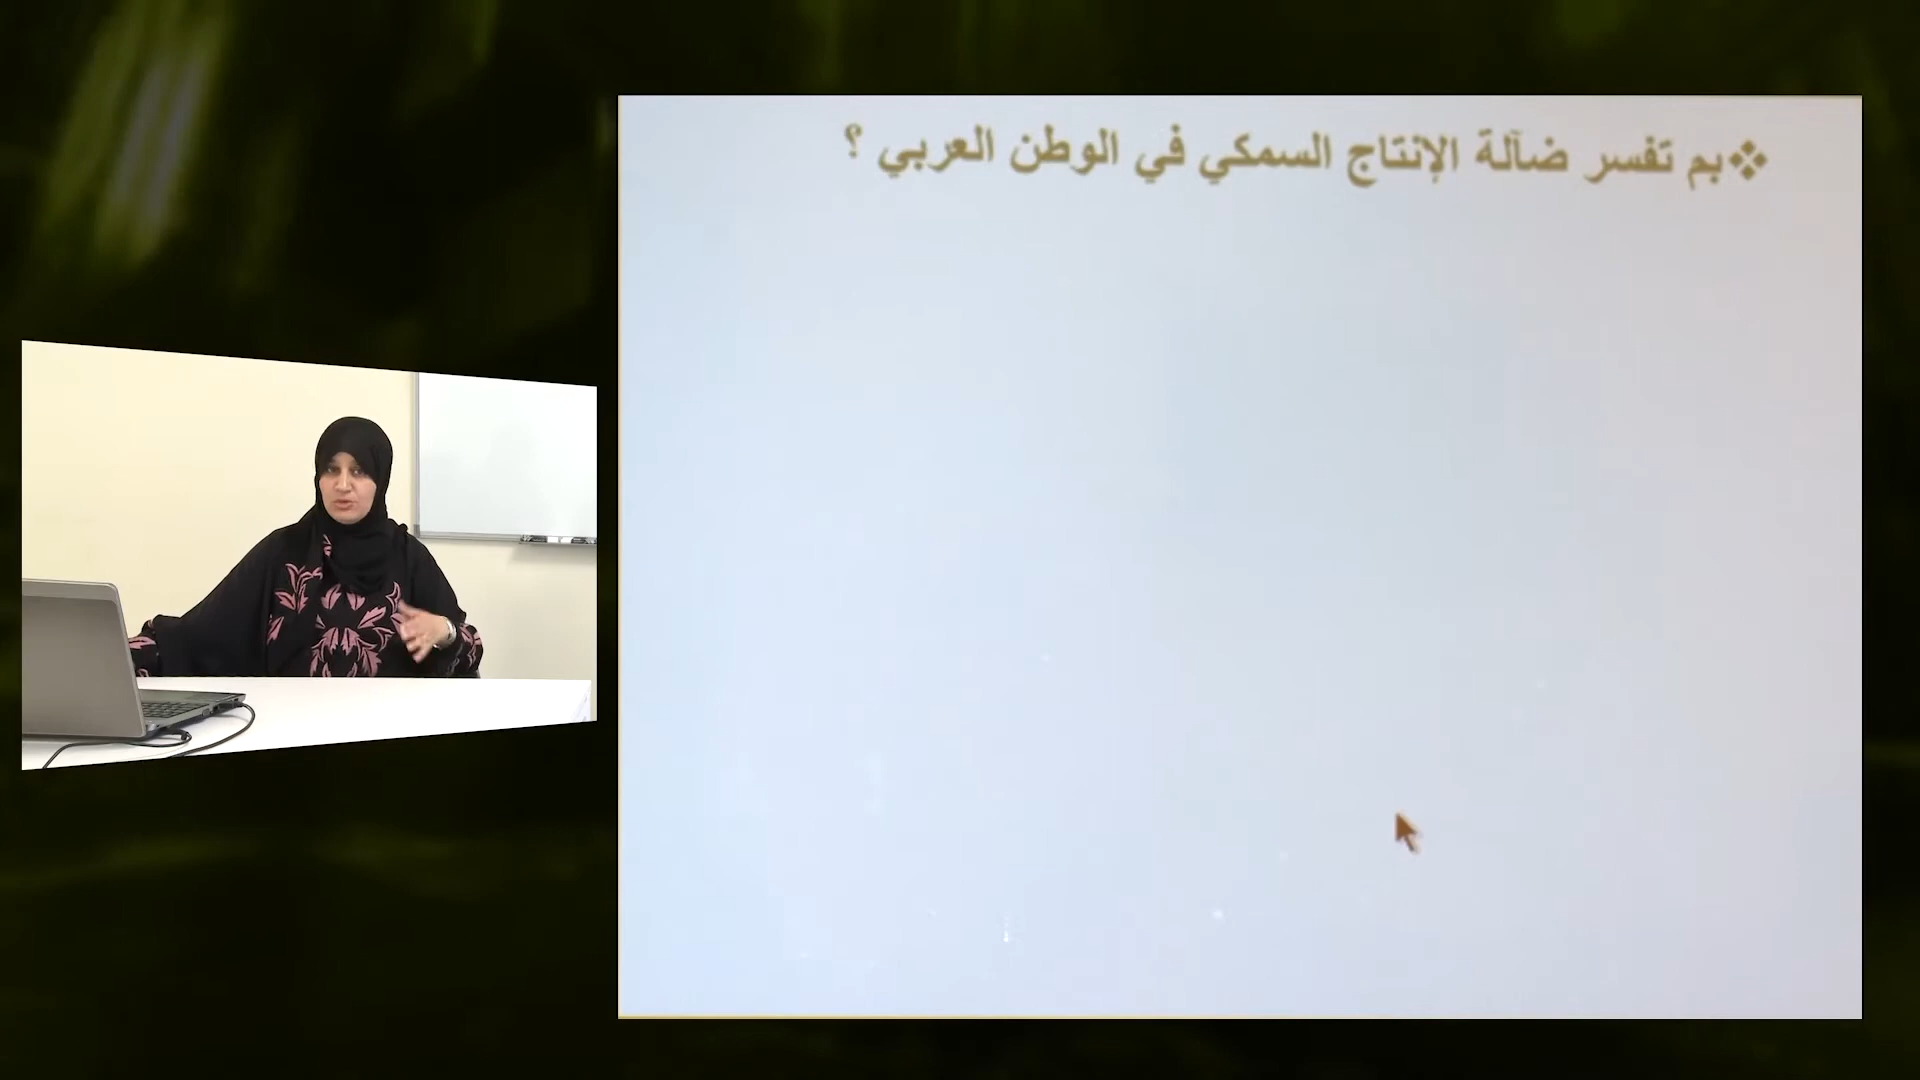 ❖بم تفسر ضآلة الإنتاج السمكي في الوطن العربي ؟